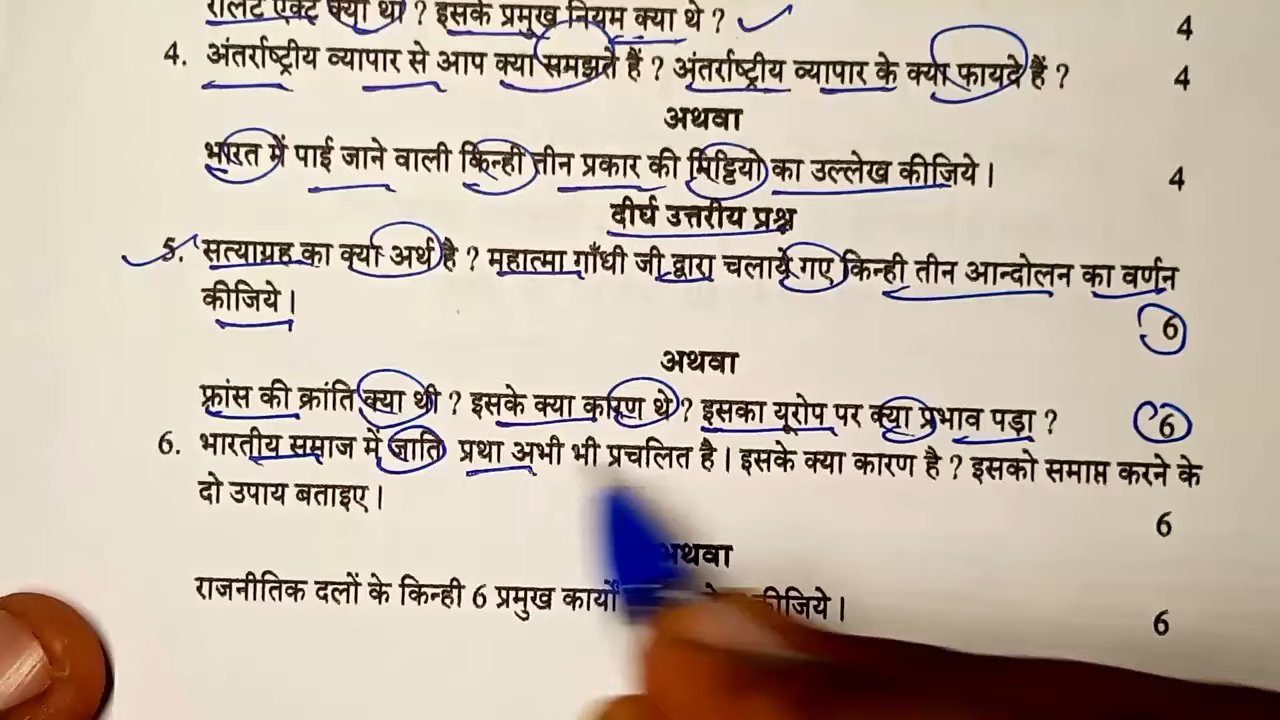 रौलट एक्ट क्या था ? इसके प्रमुख नियम क्या थे ? 4
4. अंतर्राष्ट्रीय व्यापार से आप क्या समझते हैं ? अंतर्राष्ट्रीय व्यापार के क्या फायदे हैं ? 4
अथवा
भारत में पाई जाने वाली किन्ही तीन प्रकार की मिट्टियो का उल्लेख कीजिये । 4
दीर्घ उत्तरीय प्रश्न
5. सत्याग्रह का क्या अर्थ है ? महात्मा गाँधी जी द्वारा चलाये गए किन्ही तीन आन्दोलन का वर्णन
कीजिये । 6
अथवा
फ्रांस की क्रांति क्या थी ? इसके क्या कारण थे ? इसका यूरोप पर क्या प्रभाव पड़ा ? 6
6. भारतीय समाज में जाति प्रथा अभी भी प्रचलित है । इसके क्या कारण है ? इसको समाप्त करने के
दो उपाय बताइए । 6
अथवा
राजनीतिक दलों के किन्ही 6 प्रमुख कार्यों कीजिये । 6